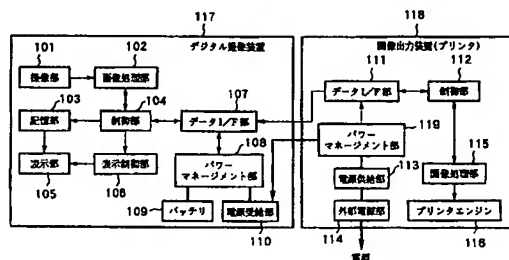 117
デジタル撮像装置
101
撮像部
102
画像処理部
103
記憶部
104
制御部
107
データI/F部
105
表示部
106
表示制御部
108
パワーマネージメント部
109
バッテリ
110
電源受給部
118
画像出力装置(プリンタ)
111
データI/F部
112
制御部
119
パワー
マネージメント部
113
電源供給部
115
画像処理部
114
外部電源部
116
プリンタエンジン
電源